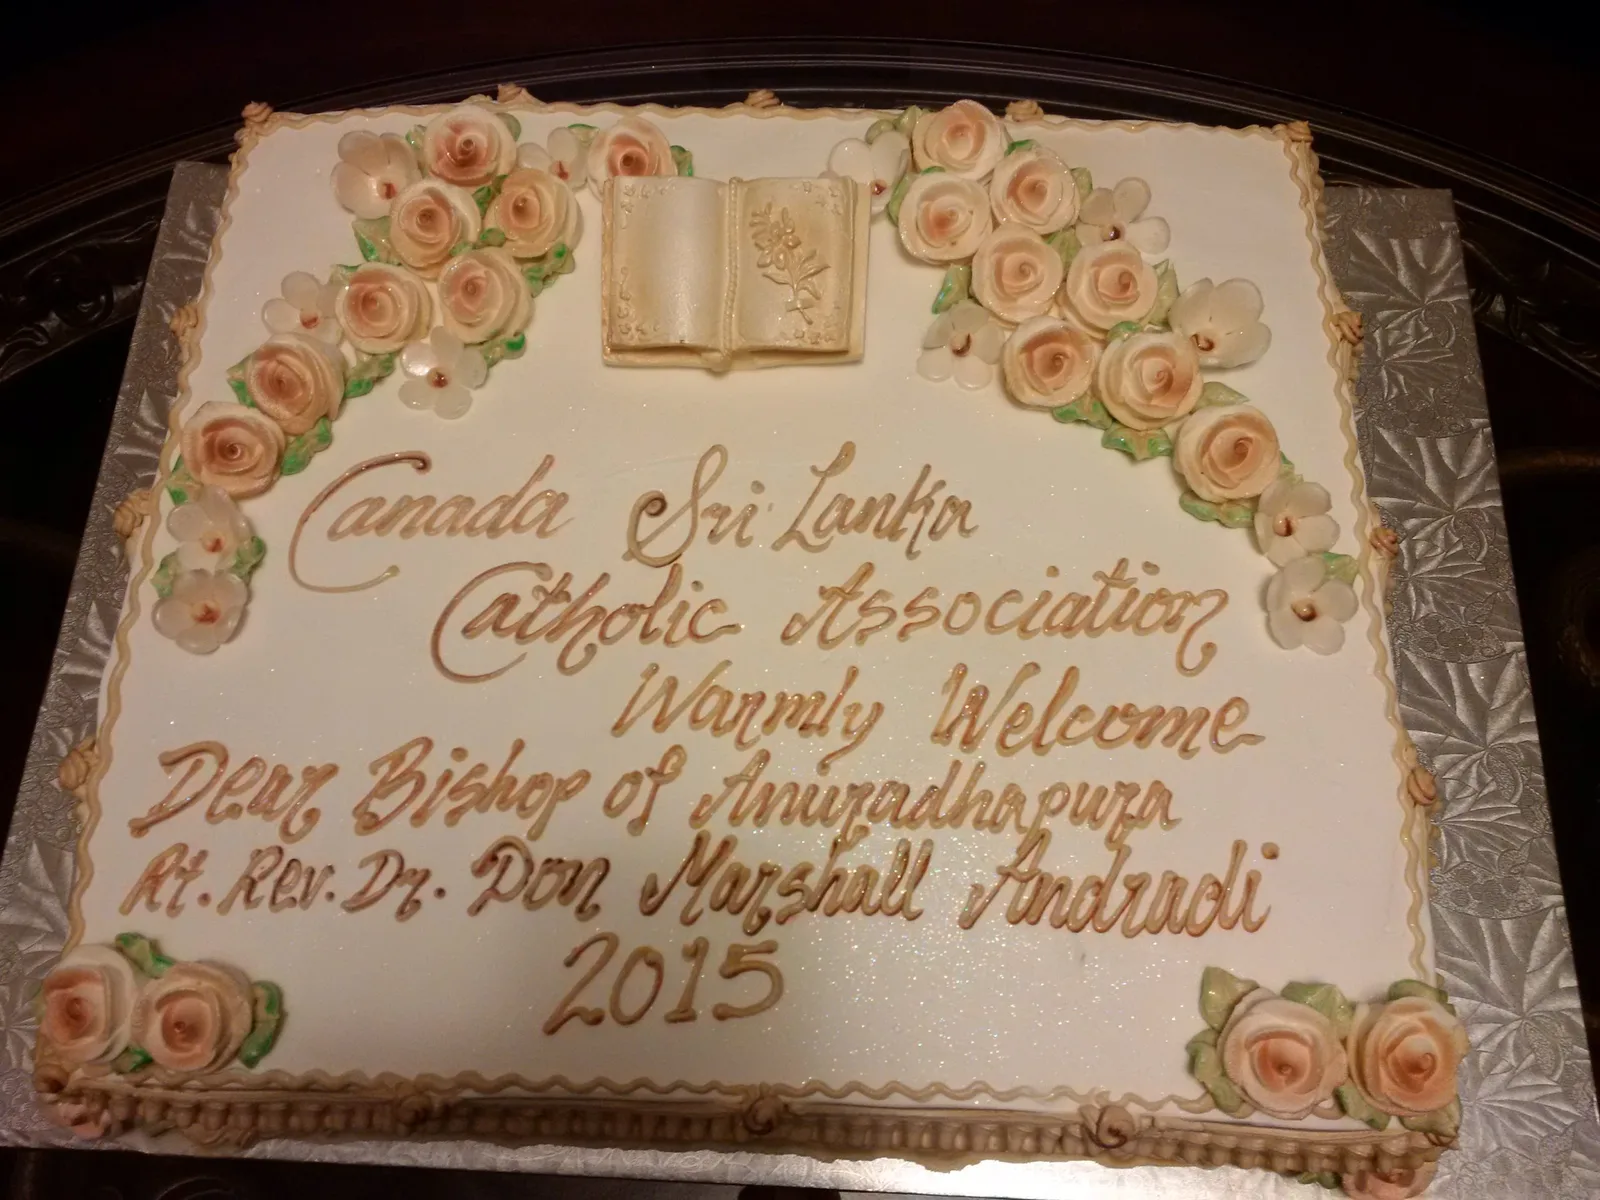 Canada Sri Lanka
Catholic Association
Warmly Welcome
Dear Bishop of Anuradhapura
Rt. Rev. Dr. Don Marshall Andradi
2015